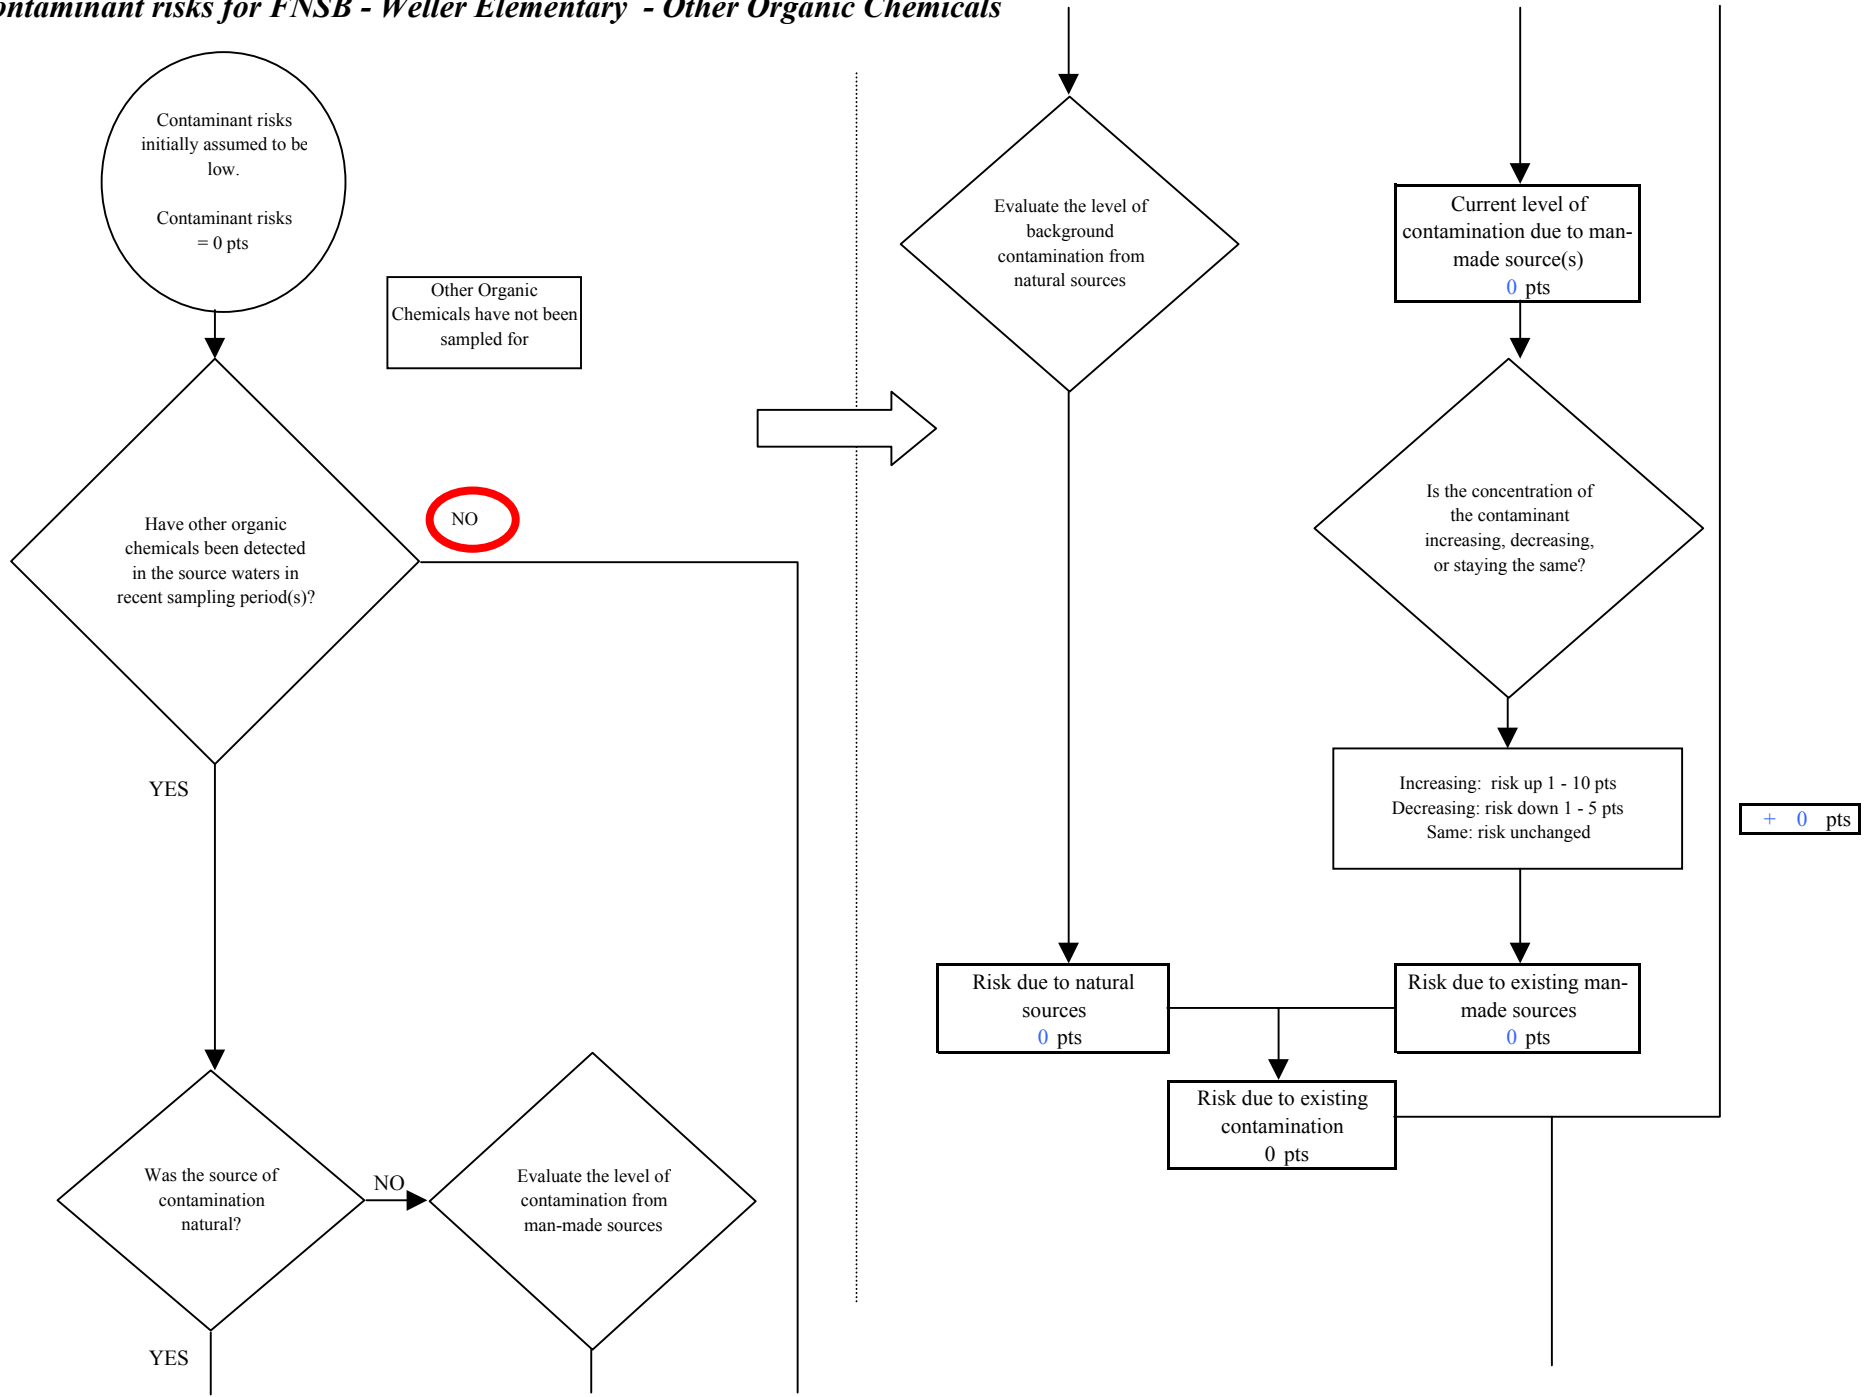 ontaminant risks for FNSB - Weller Elementary - Other Organic Chemicals
Contaminant risks
initially assumed to be
low.
Contaminant risks
= 0 pts
Other Organic
Chemicals have not been
sampled for
Have other organic
chemicals been detected
in the source waters in
recent sampling period(s)?
NO
YES
Was the source of
contamination
natural?
NO
Evaluate the level of
contamination from
man-made sources
YES
Evaluate the level of
background
contamination from
natural sources
Current level of
contamination due to man-
made source(s)
0 pts
Is the concentration of
the contaminant
increasing, decreasing,
or staying the same?
Increasing: risk up 1 - 10 pts
Decreasing: risk down 1 - 5 pts
Same: risk unchanged
+ 0 pts
Risk due to natural
sources
0 pts
Risk due to existing man-
made sources
0 pts
Risk due to existing
contamination
0 pts